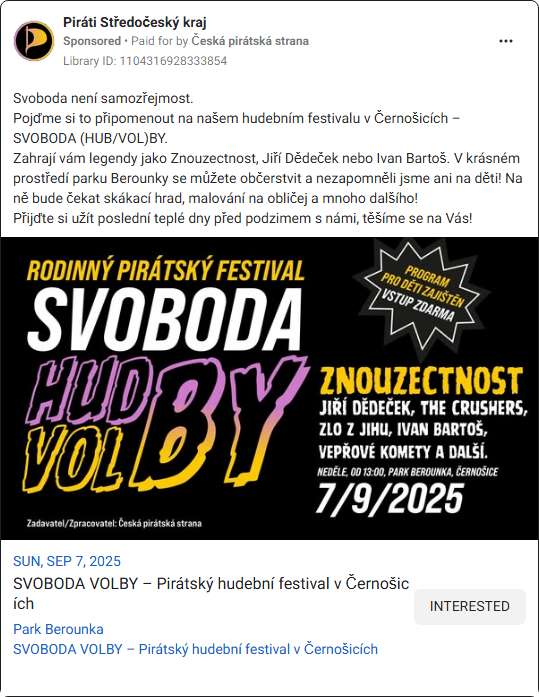 Piráti Středočeský kraj
Sponsored • Paid for by Česká pirátská strana
Library ID: 1104316928333854
Svoboda není samozřejmost.
Pojďme si to připomenout na našem hudebním festivalu v Černošicích –
SVOBODA (HUB/VOL)BY.
Zahrají vám legendy jako Znouzectnost, Jiří Dědeček nebo Ivan Bartoš. V krásném
prostředí parku Berounky se můžete občerstvit a nezapomněli jsme ani na děti! Na
ně bude čekat skákací hrad, malování na obličej a mnoho dalšího!
Přijďte si užít poslední teplé dny před podzimem s námi, těšíme se na Vás!
RODINNÝ PIRÁTSKÝ FESTIVAL
SVOBODA
HUD
VOL
BY
PROGRAM
PRO DĚTI ZAJIŠTĚN
VSTUP ZDARMA
ZNOUZECTNOST
JIŘÍ DĚDEČEK, THE CRUSHERS,
ZLO Z JIHU, IVAN BARTOŠ,
VEPŘOVÉ KOMETY A DALŠÍ.
NEDĚLE, OD 13:00, PARK BEROUNKA, ČERNOŠICE
7/9/2025
Zadavatel/Zpracovatel: Česká pirátská strana
SUN, SEP 7, 2025
SVOBODA VOLBY – Pirátský hudební festival v Černošic
ích
INTERESTED
Park Berounka
SVOBODA VOLBY – Pirátský hudební festival v Černošicích